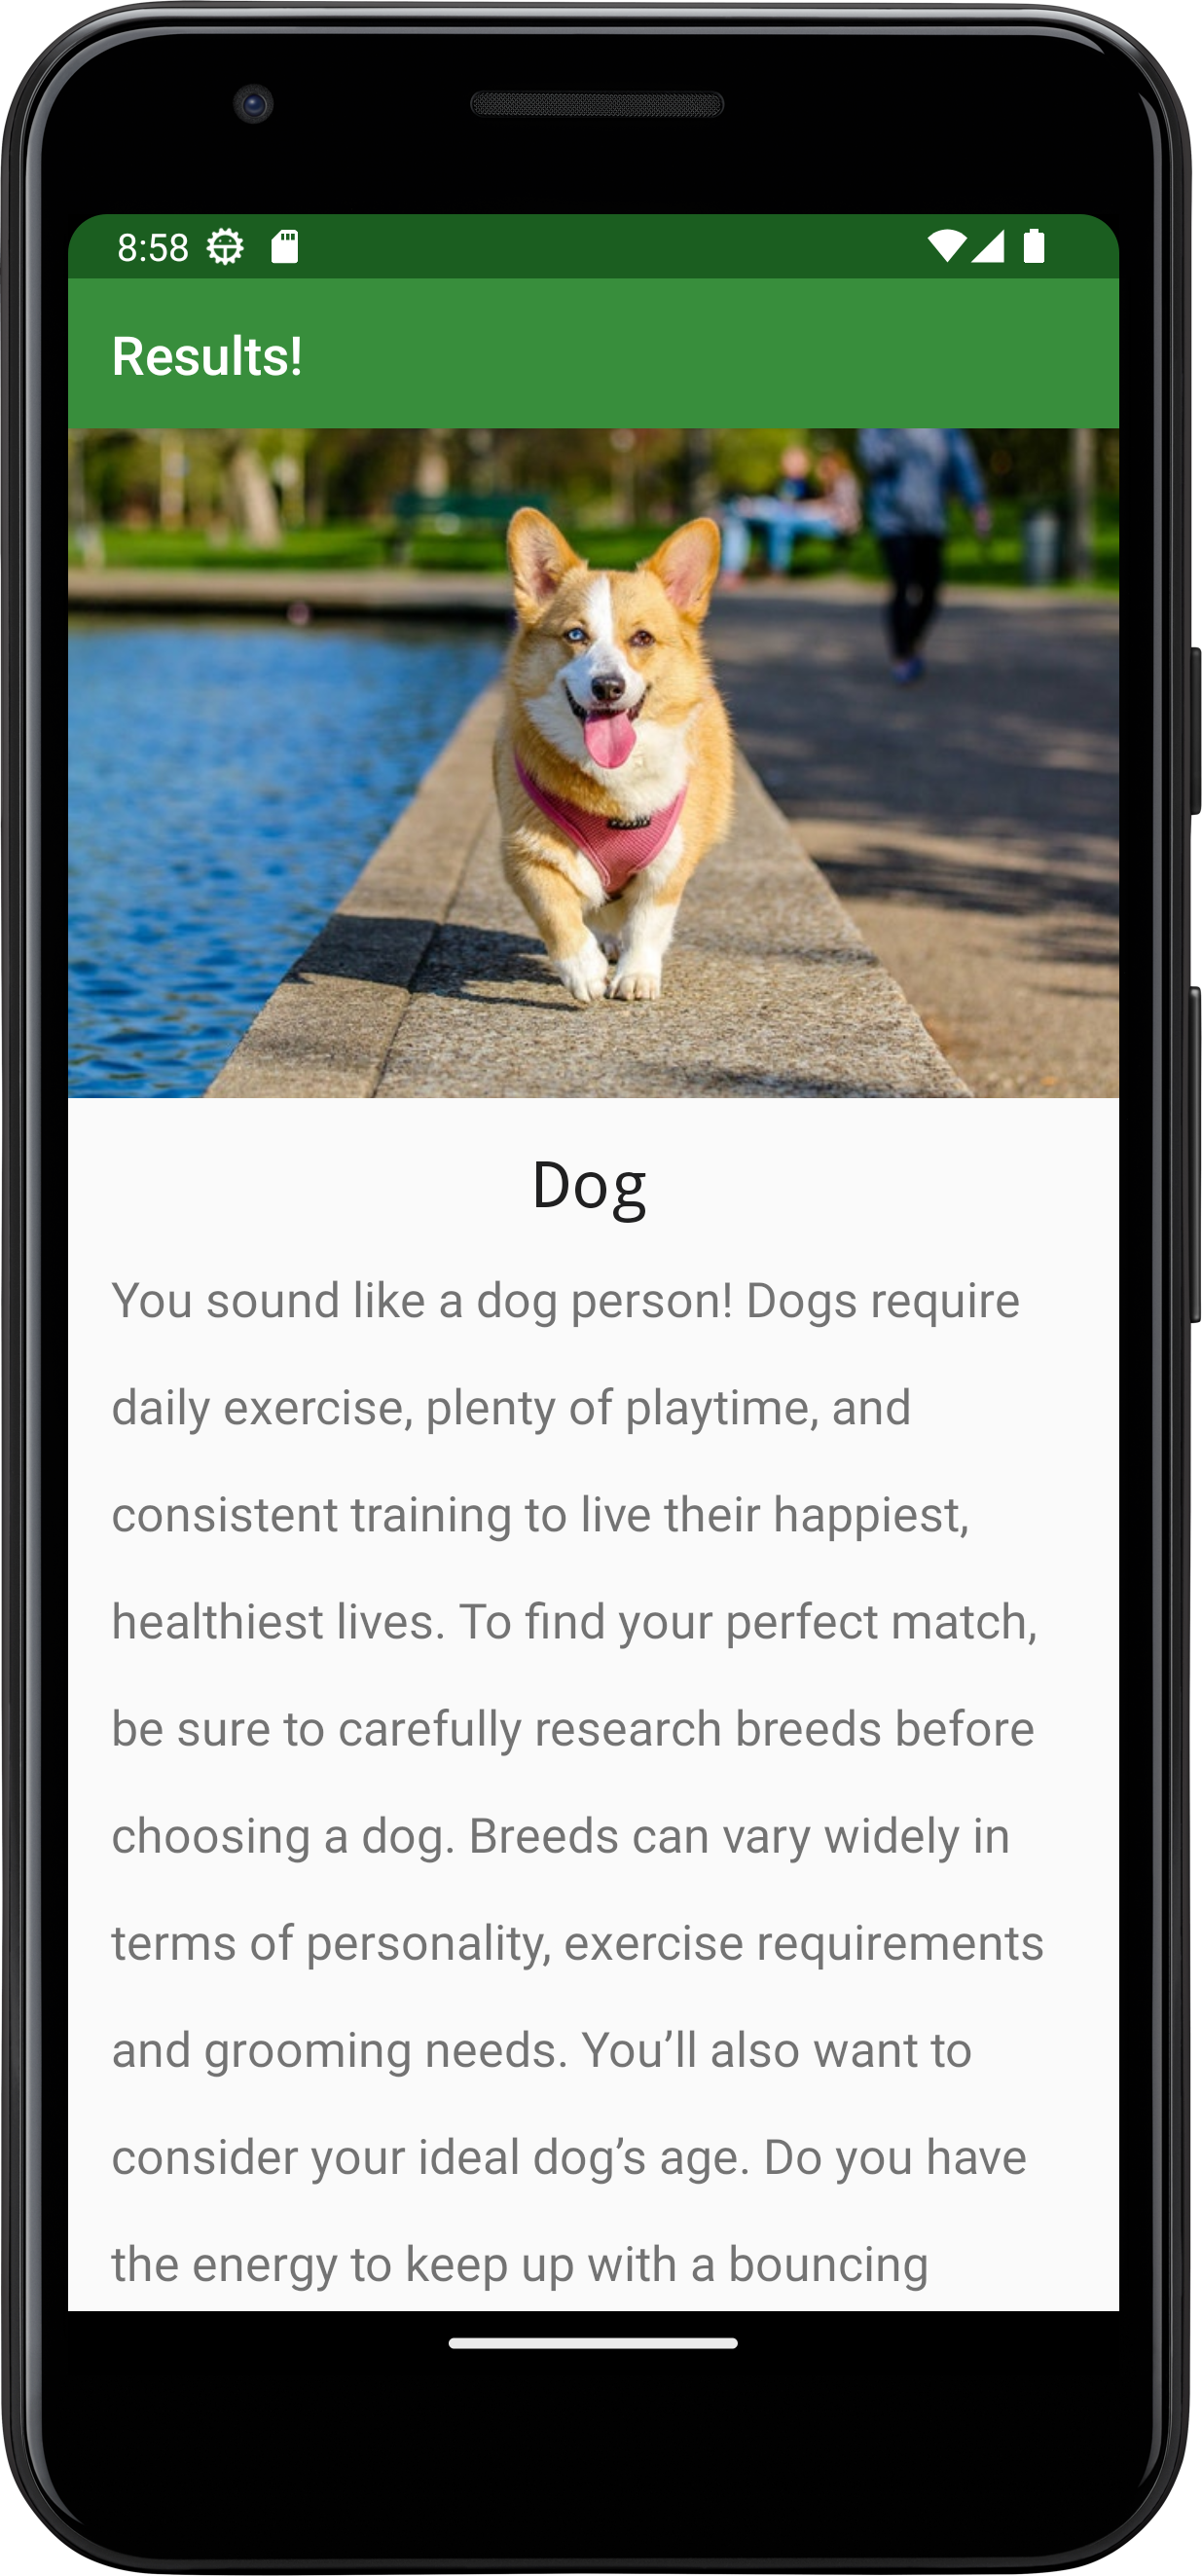 8:58
Results!
Dog
You sound like a dog person! Dogs require
daily exercise, plenty of playtime, and
consistent training to live their happiest,
healthiest lives. To find your perfect match,
be sure to carefully research breeds before
choosing a dog. Breeds can vary widely in
terms of personality, exercise requirements
and grooming needs. You’ll also want to
consider your ideal dog’s age. Do you have
the energy to keep up with a bouncing